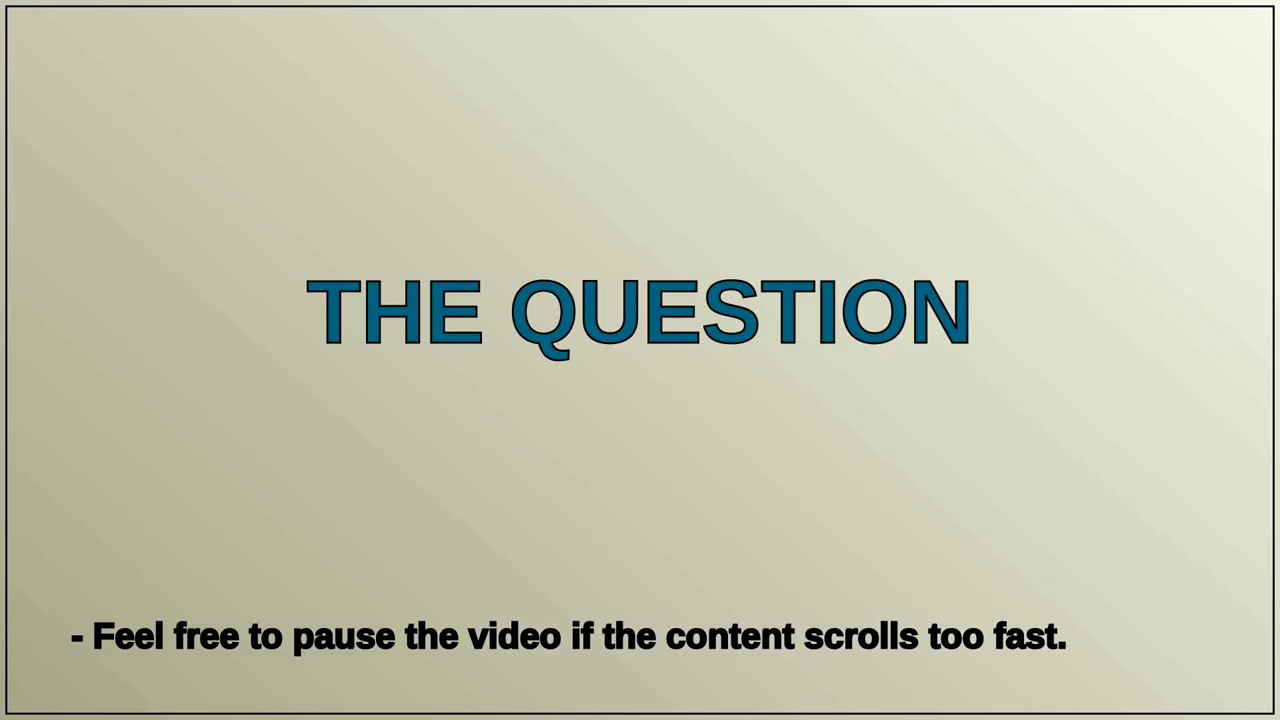 THE QUESTION
- Feel free to pause the video if the content scrolls too fast.